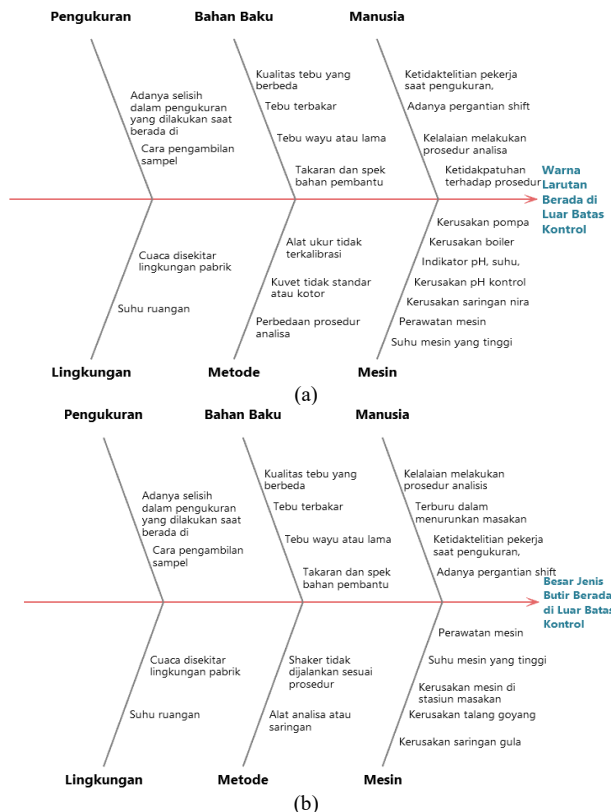 Pengukuran
Bahan Baku
Manusia
Adanya selisih
dalam pengukuran
yang dilakukan saat
berada di
Cara pengambilan
sampel
Kualitas tebu yang
berbeda
Tebu terbakar
Tebu wayu atau lama
Takaran dan spek
bahan pembantu
Ketidaktelitian pekerja
saat pengukuran,
Adanya pergantian shift
Kelalaian melakukan
prosedur analisa
Ketidakpatuhan
terhadap prosedur
Warna
Larutan
Berada di
Luar Batas
Kontrol
Cuaca disekitar
lingkungan pabrik
Suhu ruangan
Alat ukur tidak
terkalibrasi
Kuvet tidak standar
atau kotor
Perbedaan prosedur
analisa
Kerusakan pompa
Kerusakan boiler
Indikator pH, suhu,
Kerusakan pH kontrol
Kerusakan saringan nira
Perawatan mesin
Suhu mesin yang tinggi
Lingkungan
Metode
Mesin
(a)
Pengukuran
Bahan Baku
Manusia
Adanya selisih
dalam pengukuran
yang dilakukan saat
berada di
Cara pengambilan
sampel
Kualitas tebu yang
berbeda
Tebu terbakar
Tebu wayu atau lama
Takaran dan spek
bahan pembantu
Kelalaian melakukan
prosedur analisis
Terburu dalam
menurunkan masakan
Ketidaktelitian pekerja
saat pengukuran,
Adanya pergantian shift
Besar Jenis
Butir Berada
di Luar Batas
Kontrol
Cuaca disekitar
lingkungan pabrik
Suhu ruangan
Shaker tidak
dijalankan sesuai
prosedur
Alat analisa atau
saringan
Perawatan mesin
Suhu mesin yang tinggi
Kerusakan mesin di
stasiun masakan
Kerusakan talang goyang
Kerusakan saringan gula
Lingkungan
Metode
Mesin
(b)